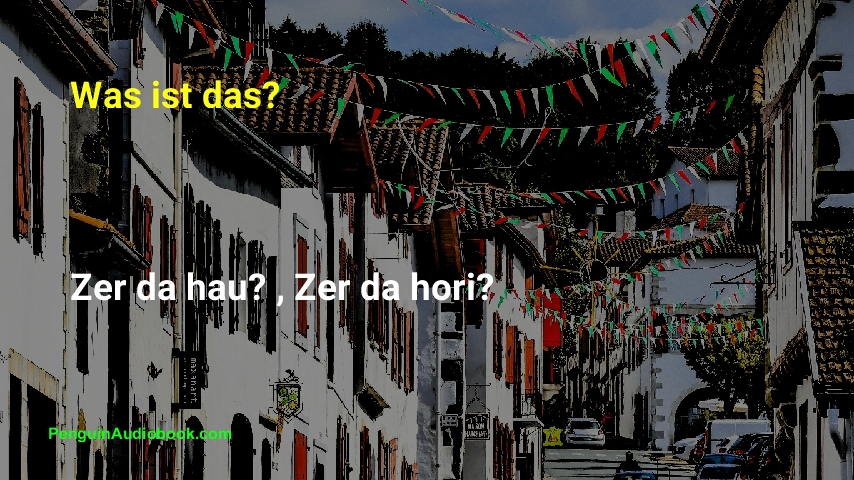 Was ist das?
Zer da hau? , Zer da hori?
PenguinAudiobook.com